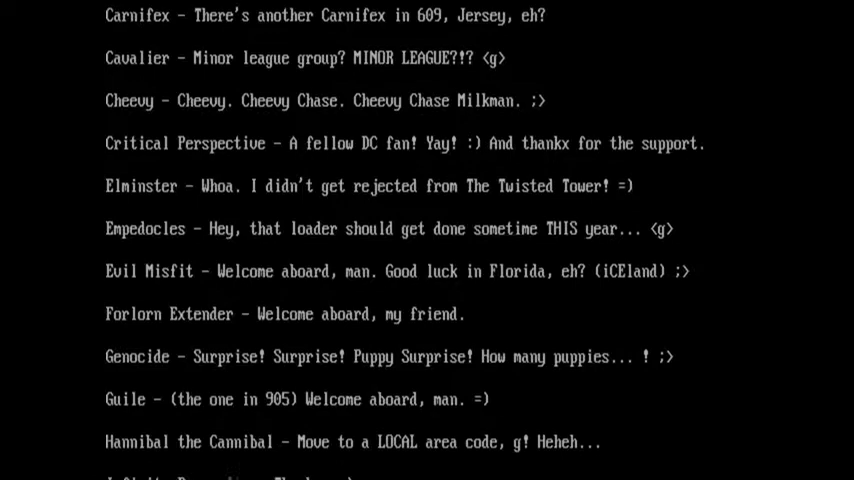 Carnifex - There's another Carnifex in 609, Jersey, eh?
Cavalier - Minor league group? MINOR LEAGUE?!? <g>
Cheevy - Cheevy. Cheevy Chase. Cheevy Chase Milkman. ;>
Critical Perspective - A fellow DC fan! Yay! :) And thankx for the support.
Elminster - Whoa. I didn't get rejected from The Twisted Tower! =)
Empedocles - Hey, that loader should get done sometime THIS year... <g>
Evil Misfit - Welcome aboard, man. Good luck in Florida, eh? (iCEland) ;>
Forlorn Extender - Welcome aboard, my friend.
Genocide - Surprise! Surprise! Puppy Surprise! How many puppies... ! ;>
Guile - (the one in 905) Welcome aboard, man. =)
Hannibal the Cannibal - Move to a LOCAL area code, g! Heheh...